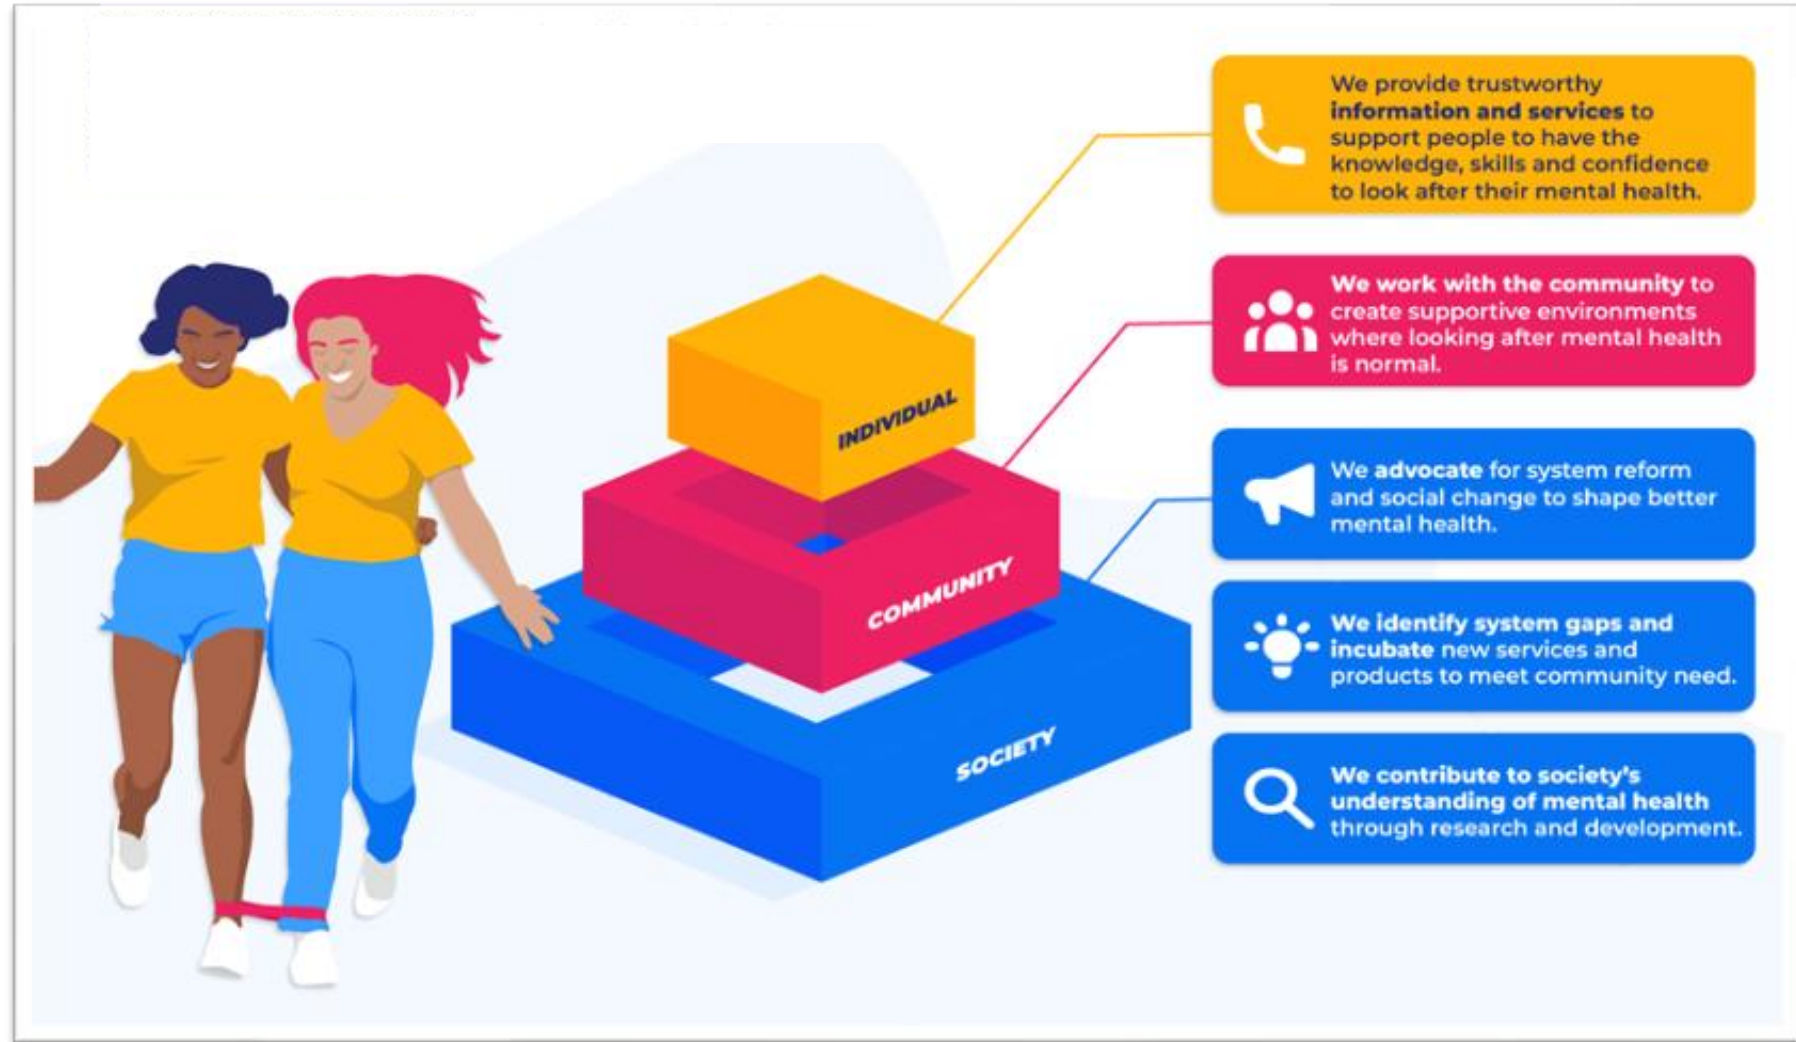 We provide trustworthy
information and services to
support people to have the
knowledge, skills and confidence
to look after their mental health.
We work with the community to
create supportive environments
where looking after mental health
is normal.
We advocate for system reform
and social change to shape better
mental health.
We identify system gaps and
incubate new services and
products to meet community need.
We contribute to society's
understanding of mental health
through research and development.
INDIVIDUAL
COMMUNITY
SOCIETY